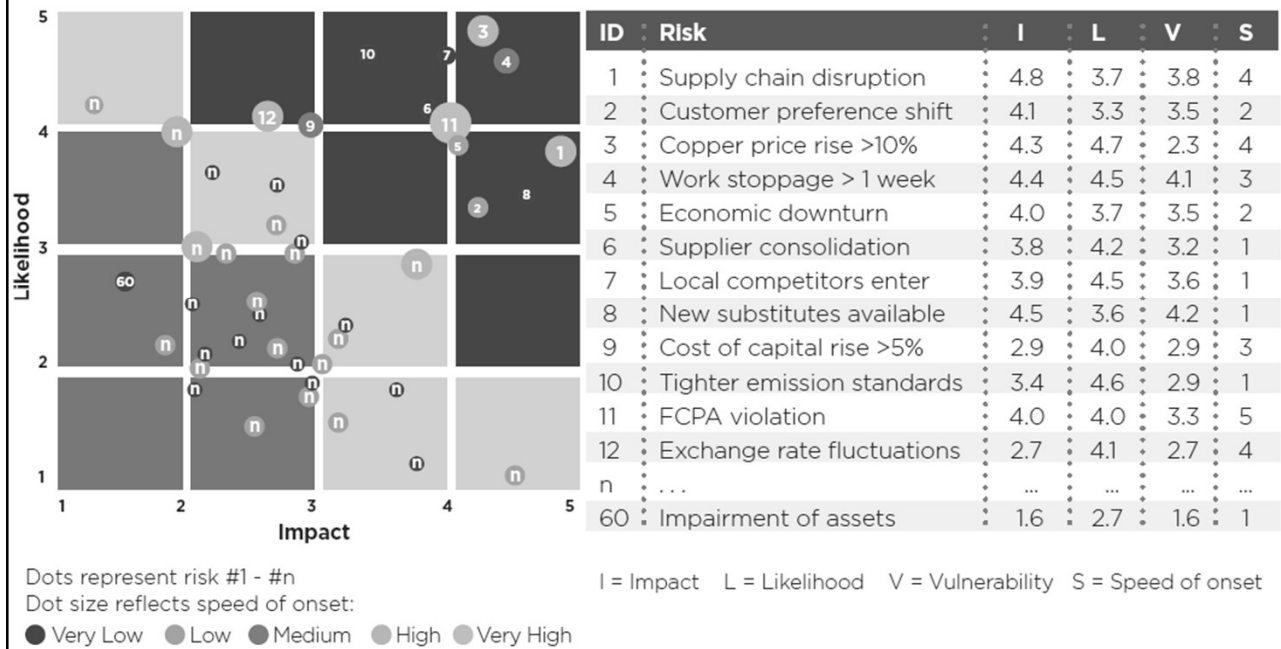 5
4
3
2
1
Likelihood
1 2 3 4 5
Impact
3
10 7 4
n
6
12 9 11
n 5 1
n n 8
2
n
n n n n n
n
60
n n n
n n n
n n n
n n n
n n n n
n n
n n
n
n
Dots represent risk #1 - #n
Dot size reflects speed of onset:
Very Low Low Medium High Very High
ID Risk I L V S
1 Supply chain disruption 4.8 3.7 3.8 4
2 Customer preference shift 4.1 3.3 3.5 2
3 Copper price rise >10% 4.3 4.7 2.3 4
4 Work stoppage > 1 week 4.4 4.5 4.1 3
5 Economic downturn 4.0 3.7 3.5 2
6 Supplier consolidation 3.8 4.2 3.2 1
7 Local competitors enter 3.9 4.5 3.6 1
8 New substitutes available 4.5 3.6 4.2 1
9 Cost of capital rise >5% 2.9 4.0 2.9 3
10 Tighter emission standards 3.4 4.6 2.9 1
11 FCPA violation 4.0 4.0 3.3 5
12 Exchange rate fluctuations 2.7 4.1 2.7 4
n ... ... ... ... ...
60 Impairment of assets 1.6 2.7 1.6 1
I = Impact L = Likelihood V = Vulnerability S = Speed of onset